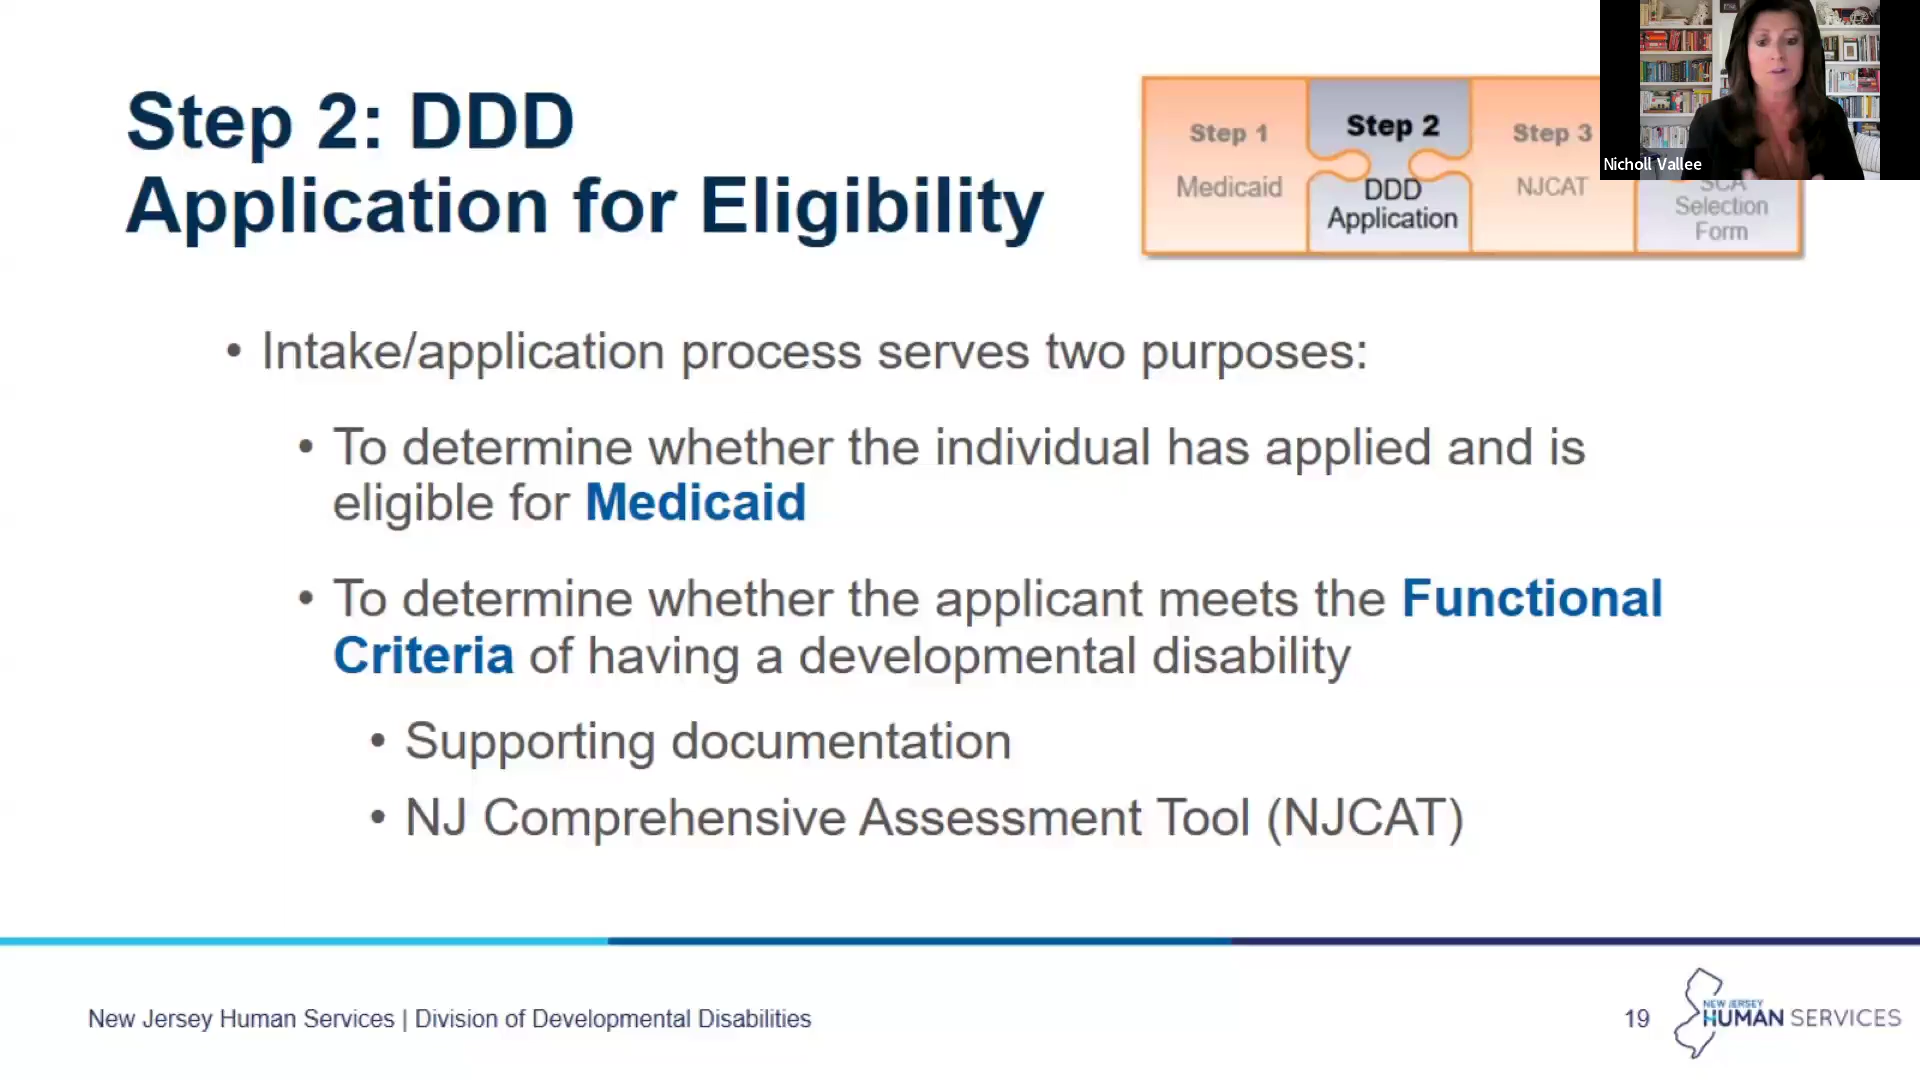 Step 2: DDD
Application for Eligibility
Step 1
Medicaid
Step 2
DDD
Application
Step 3
NJCAT
SCA
Selection
Form
Nicholl Vallee
• Intake/application process serves two purposes:
• To determine whether the individual has applied and is
eligible for Medicaid
• To determine whether the applicant meets the Functional
Criteria of having a developmental disability
• Supporting documentation
• NJ Comprehensive Assessment Tool (NJCAT)
New Jersey Human Services | Division of Developmental Disabilities
19
NEW JERSEY
HUMAN SERVICES